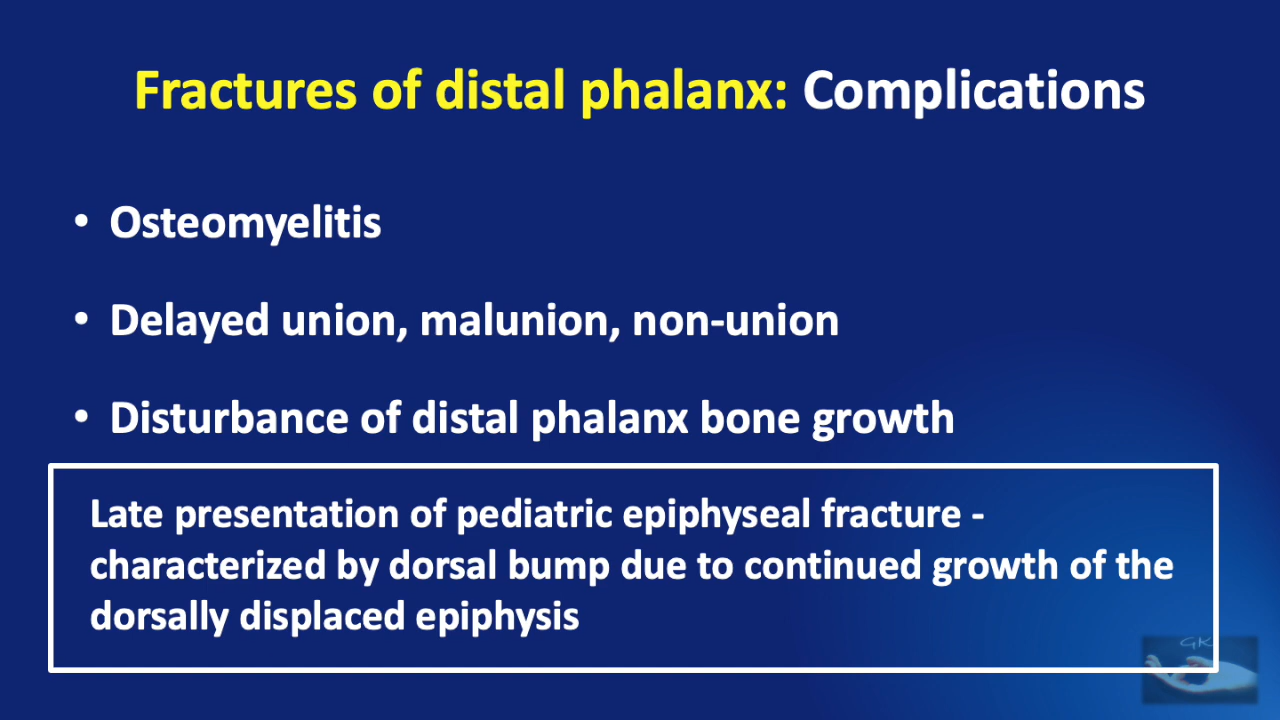 Fractures of distal phalanx: Complications
• Osteomyelitis
• Delayed union, malunion, non-union
• Disturbance of distal phalanx bone growth
Late presentation of pediatric epiphyseal fracture -
characterized by dorsal bump due to continued growth of the
dorsally displaced epiphysis
GK